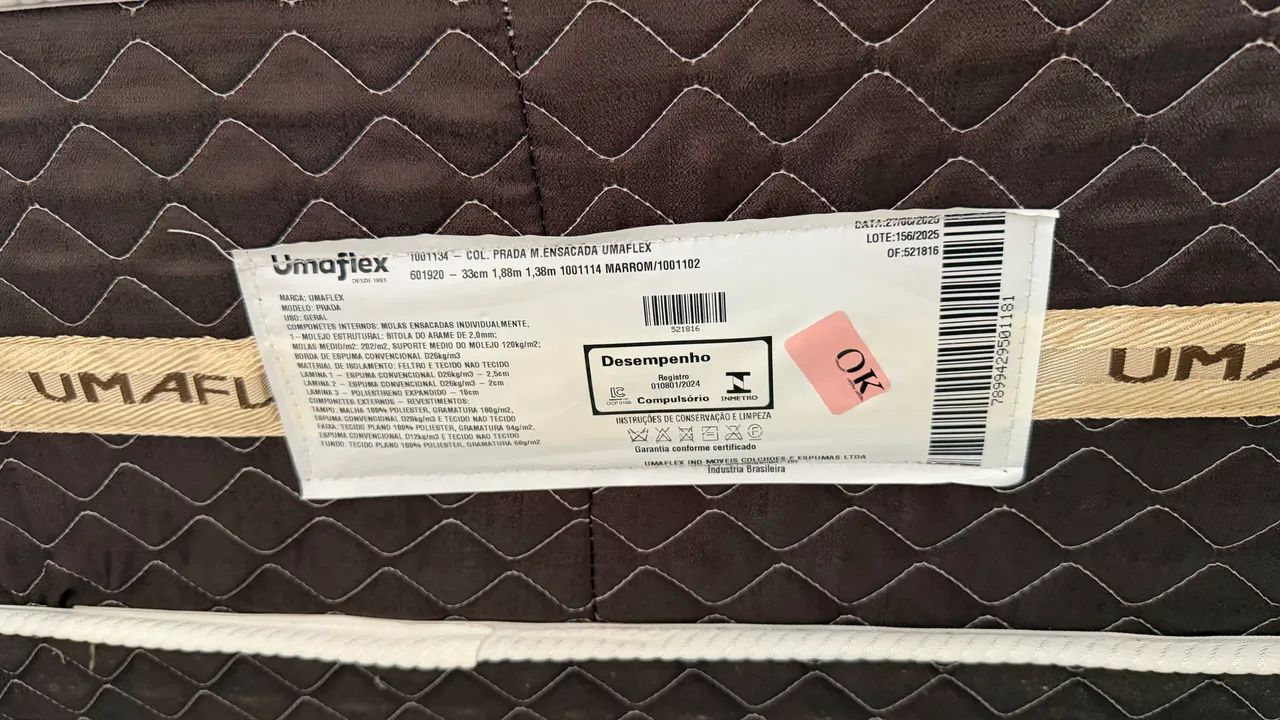 Umaflex
DESDE 1993
1001134 - COL. PRADA M.ENSACADA UMAFLEX
601920 - 33cm 1,88m 1,38m 1001114 MARROM/1001102
DATA:27/06/2025
LOTE:156/2025
OF:521816
MARCA: UMAFLEX
MODELO: PRADA
USO: GERAL
COMPONETES INTERNOS: MOLAS ENSACADAS INDIVIDUALMENTE,
1-MOLEJO ESTRUTURAL: BITOLA DO ARAME DE 2,0mm;
MOLAS MEDIO/m2: 202/m2, SUPORTE MEDIO DO MOLEJO 120kg/m2;
BORDA DE ESPUMA CONVENCIONAL D26kg/m3
MATERIAL DE ISOLAMENTO: FELTRO E TECIDO NAO TECIDO
LAMINA 1 - ESPUMA CONVENCIONAL D26kg/m3 - 2,5cm
LAMINA 2 - ESPUMA CONVENCIONAL D26kg/m3 - 2cm
LAMINA 3 - POLIESTIRENO EXPANDIDO - 10cm
COMPONETES EXTERNOS - REVESTIMENTOS:
TAMPO: MALHA 100% POLIESTER, GRAMATURA 180g/m2,
ESPUMA CONVENCIONAL D20kg/m3 E TECIDO NAO TECIDO
FAIXA: TECIDO PLANO 100% POLIESTER, GRAMATURA 94g/m2,
ESPUMA CONVENCIONAL D12kg/m3 E TECIDO NAO TECIDO
FUNDO: TECIDO PLANO 100% POLIESTER, GRAMATURA 68g/m2
521816
Desempenho
Registro
010801/2024
Compulsório
INMETRO
OK
INSTRUÇÕES DE CONSERVAÇÃO E LIMPEZA
Garantia conforme certificado
UMAFLEX IND MOVEIS COLCHOES E ESPUMAS LTDA
Industria Brasileira
7899429501181
UMAFL
UMA